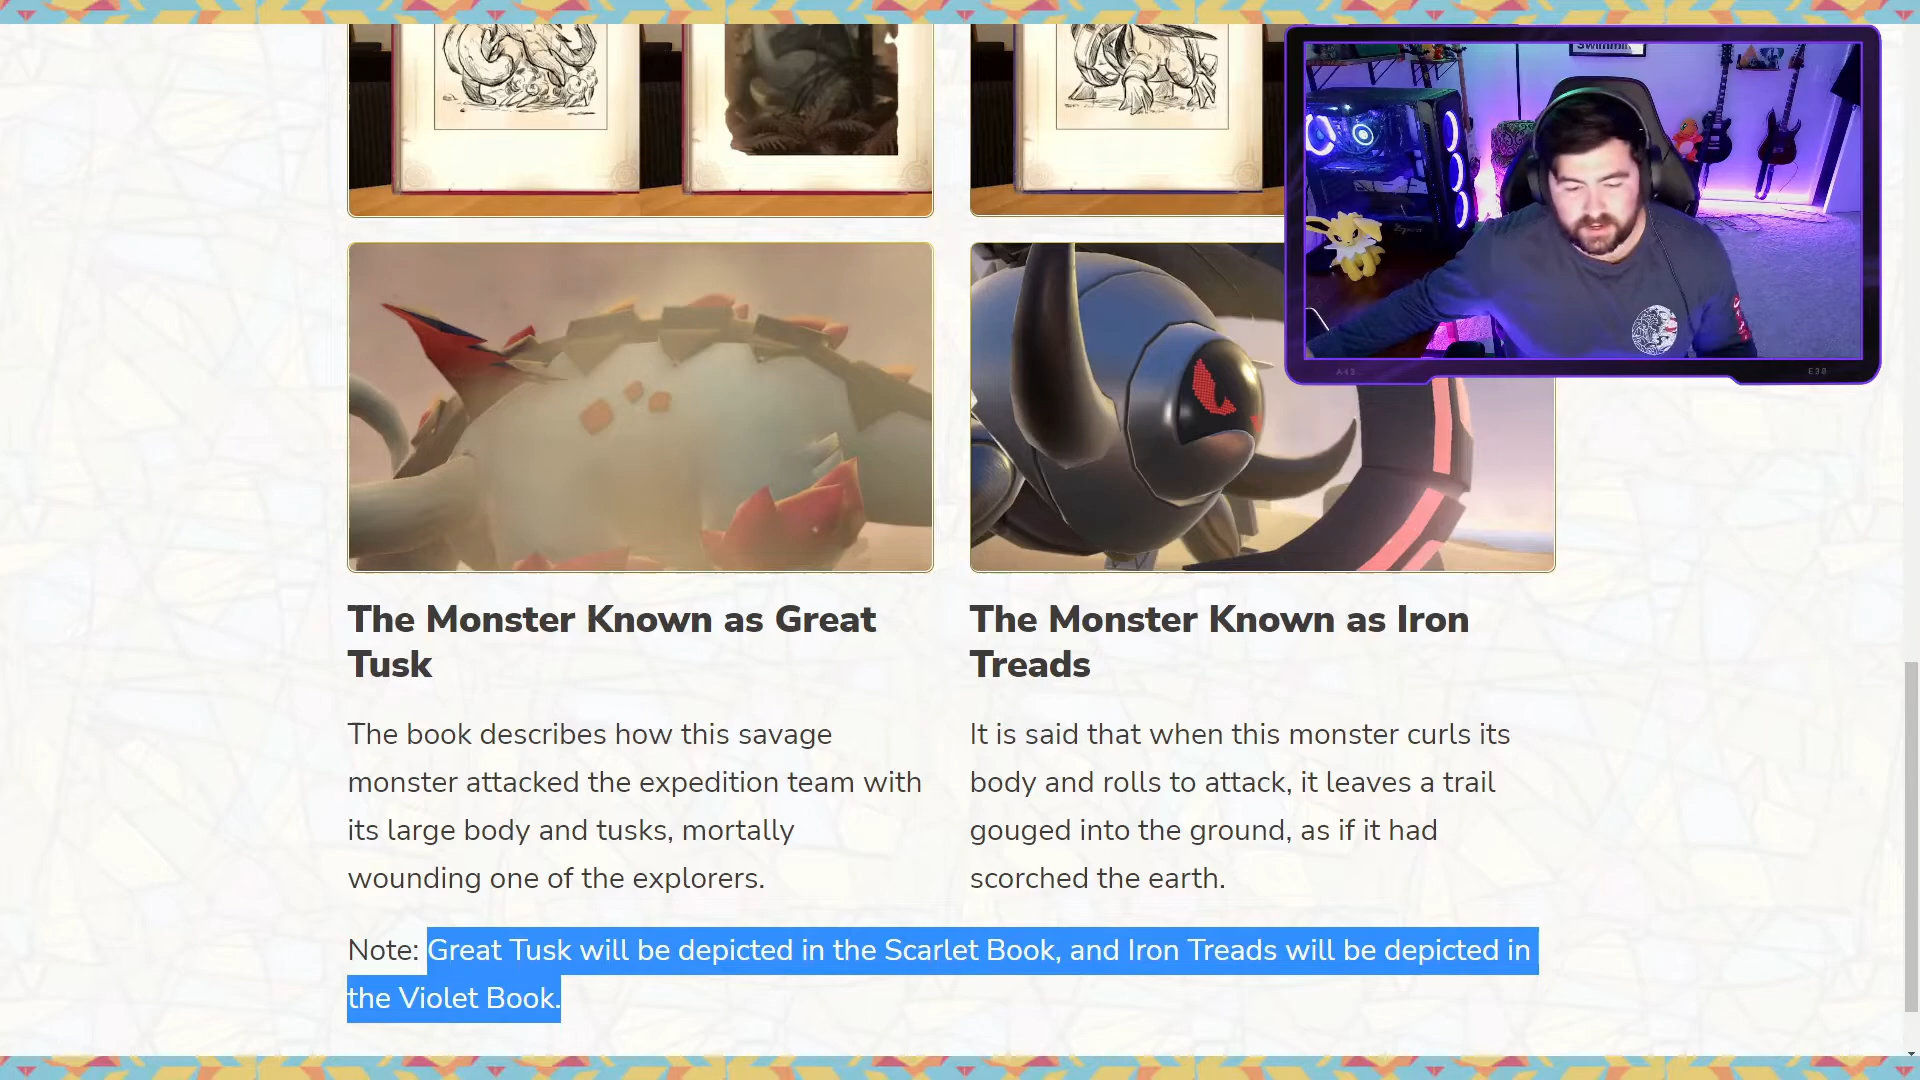 Swimmin
A43
E38
The Monster Known as Great
Tusk
The book describes how this savage
monster attacked the expedition team with
its large body and tusks, mortally
wounding one of the explorers.
The Monster Known as Iron
Treads
It is said that when this monster curls its
body and rolls to attack, it leaves a trail
gouged into the ground, as if it had
scorched the earth.
Note: Great Tusk will be depicted in the Scarlet Book, and Iron Treads will be depicted in
the Violet Book.